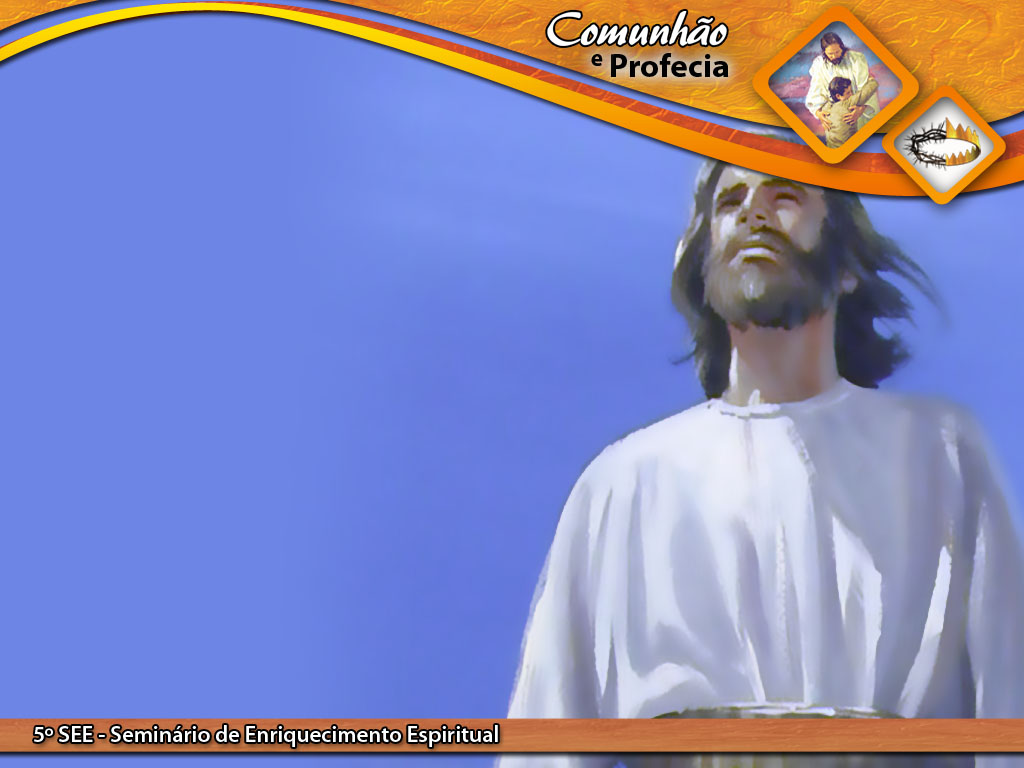 Comunhão
e Profecia
5º SEE - Seminário de Enriquecimento Espiritual